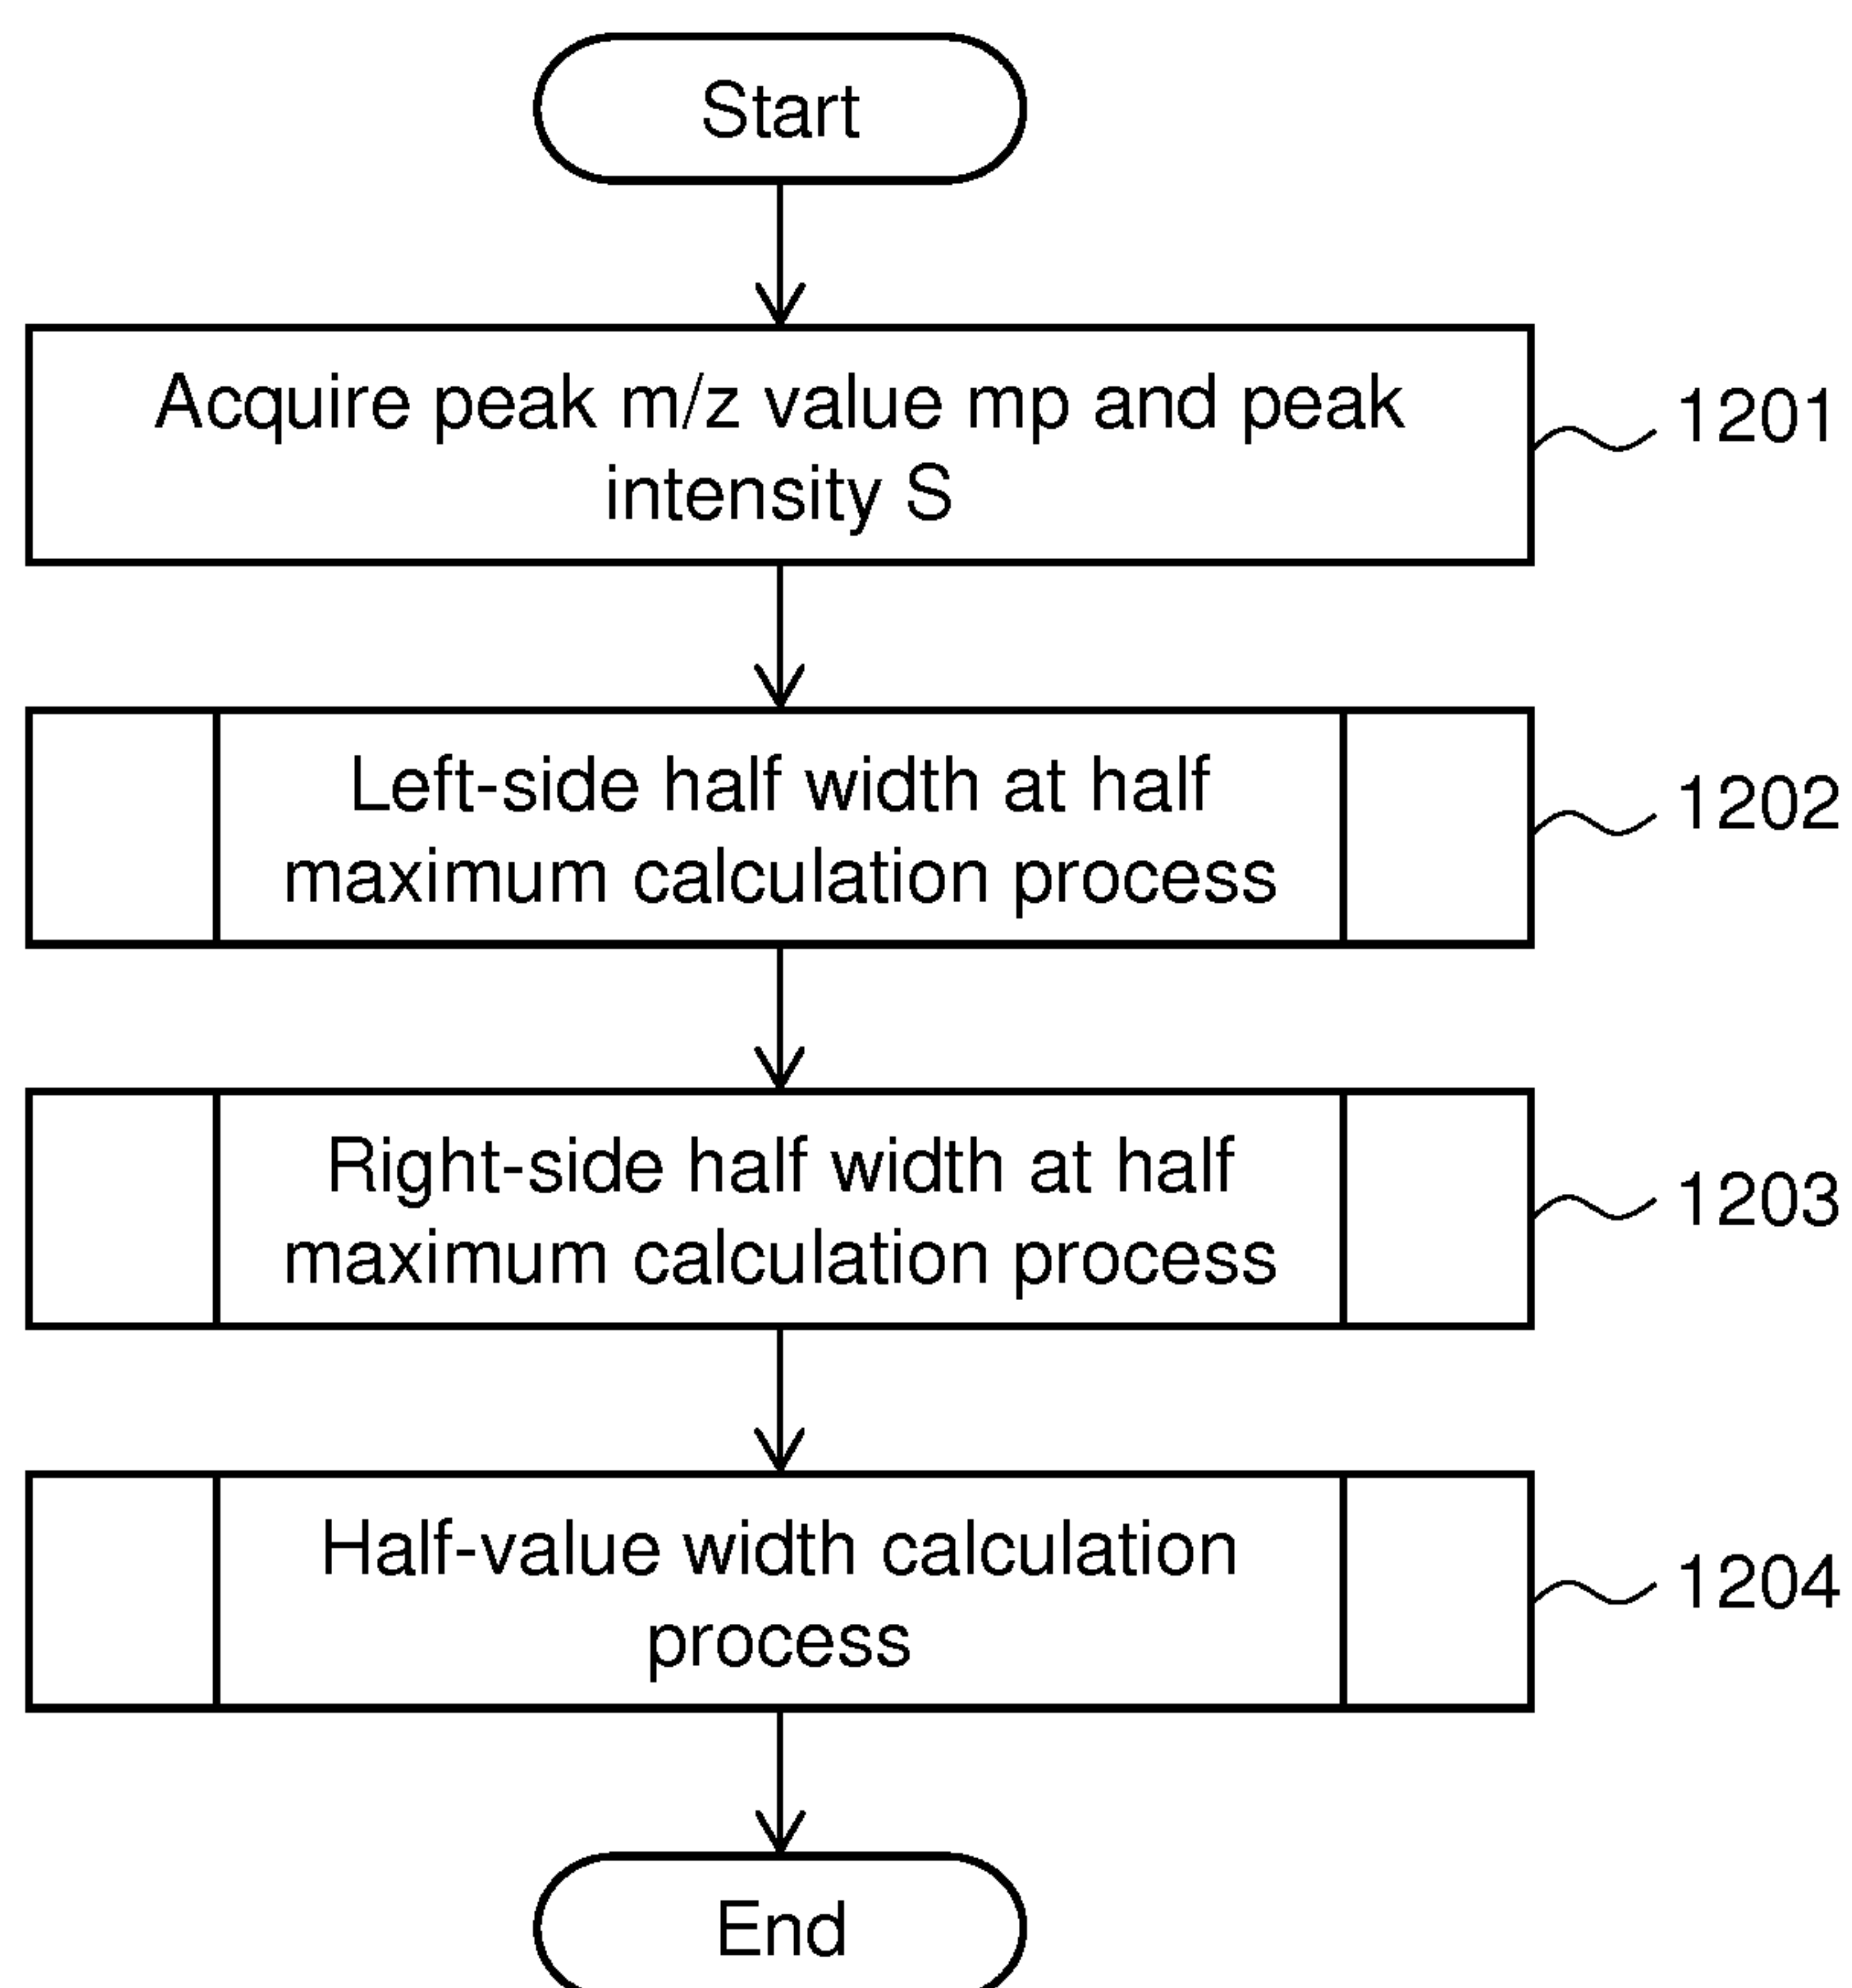 Start
Acquire peak m/z value mp and peak
intensity S
1201
Left-side half width at half
maximum calculation process
1202
Right-side half width at half
maximum calculation process
1203
Half-value width calculation
process
1204
End